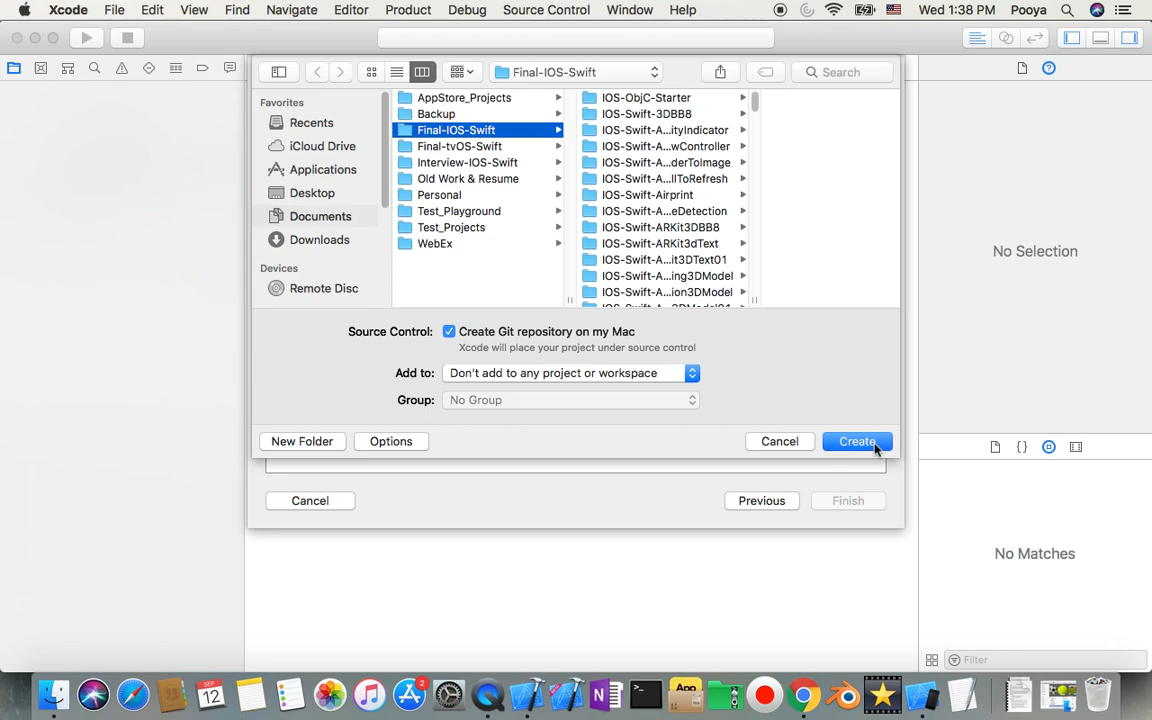 Xcode File Edit View Find Navigate Editor Product Debug Source Control Window Help Wed 1:38 PM Pooya
Final-IOS-Swift
Search
Favorites
Recents
iCloud Drive
Applications
Desktop
Documents
Downloads
Devices
Remote Disc
AppStore_Projects
Backup
Final-IOS-Swift
Final-tvOS-Swift
Interview-IOS-Swift
Old Work & Resume
Personal
Test_Playground
Test_Projects
WebEx
IOS-ObjC-Starter
IOS-Swift-3DBB8
IOS-Swift-A...ityIndicator
IOS-Swift-A...wController
IOS-Swift-A...derToImage
IOS-Swift-A...llToRefresh
IOS-Swift-Airprint
IOS-Swift-A...eDetection
IOS-Swift-ARKit3DBB8
IOS-Swift-ARKit3dText
IOS-Swift-A...it3DText01
IOS-Swift-A...ing3DModel
IOS-Swift-A...ion3DModel
Source Control: Create Git repository on my Mac
Xcode will place your project under source control
Add to: Don't add to any project or workspace
Group: No Group
New Folder Options Cancel Create
Cancel Previous Finish
No Selection
{}
No Matches
Filter
SEP
12
2
N
>_
App